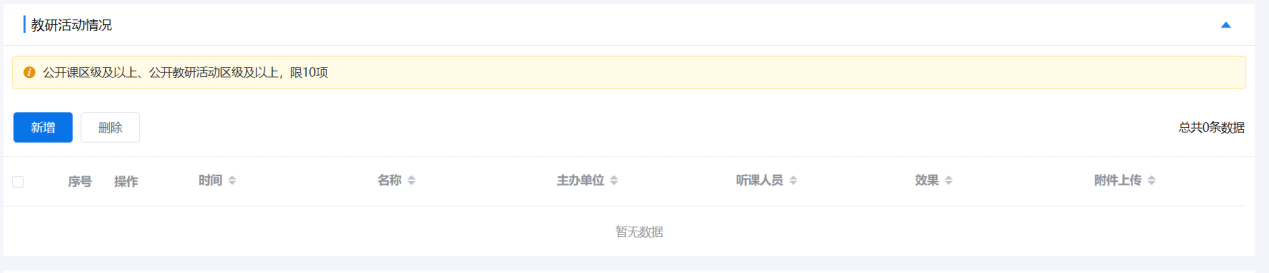 教研活动情况
公开课区级及以上、公开教研活动区级及以上，限10项
新增 删除 总共0条数据
序号 操作 时间 名称 主办单位 听课人员 效果 附件上传
暂无数据